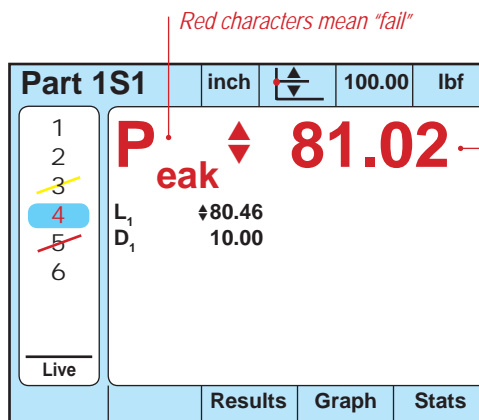 Red characters mean “fail”
Part 1S1 inch 100.00 lbf
1
2
3
4
5
6
Live
Peak 81.02
L1 80.46
D1 10.00
Results Graph Stats